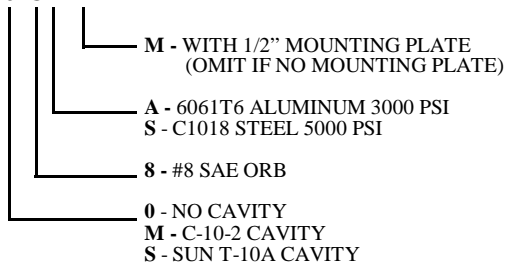 M - WITH 1/2” MOUNTING PLATE
(OMIT IF NO MOUNTING PLATE)
A - 6061T6 ALUMINUM 3000 PSI
S - C1018 STEEL 5000 PSI
8 - #8 SAE ORB
0 - NO CAVITY
M - C-10-2 CAVITY
S - SUN T-10A CAVITY